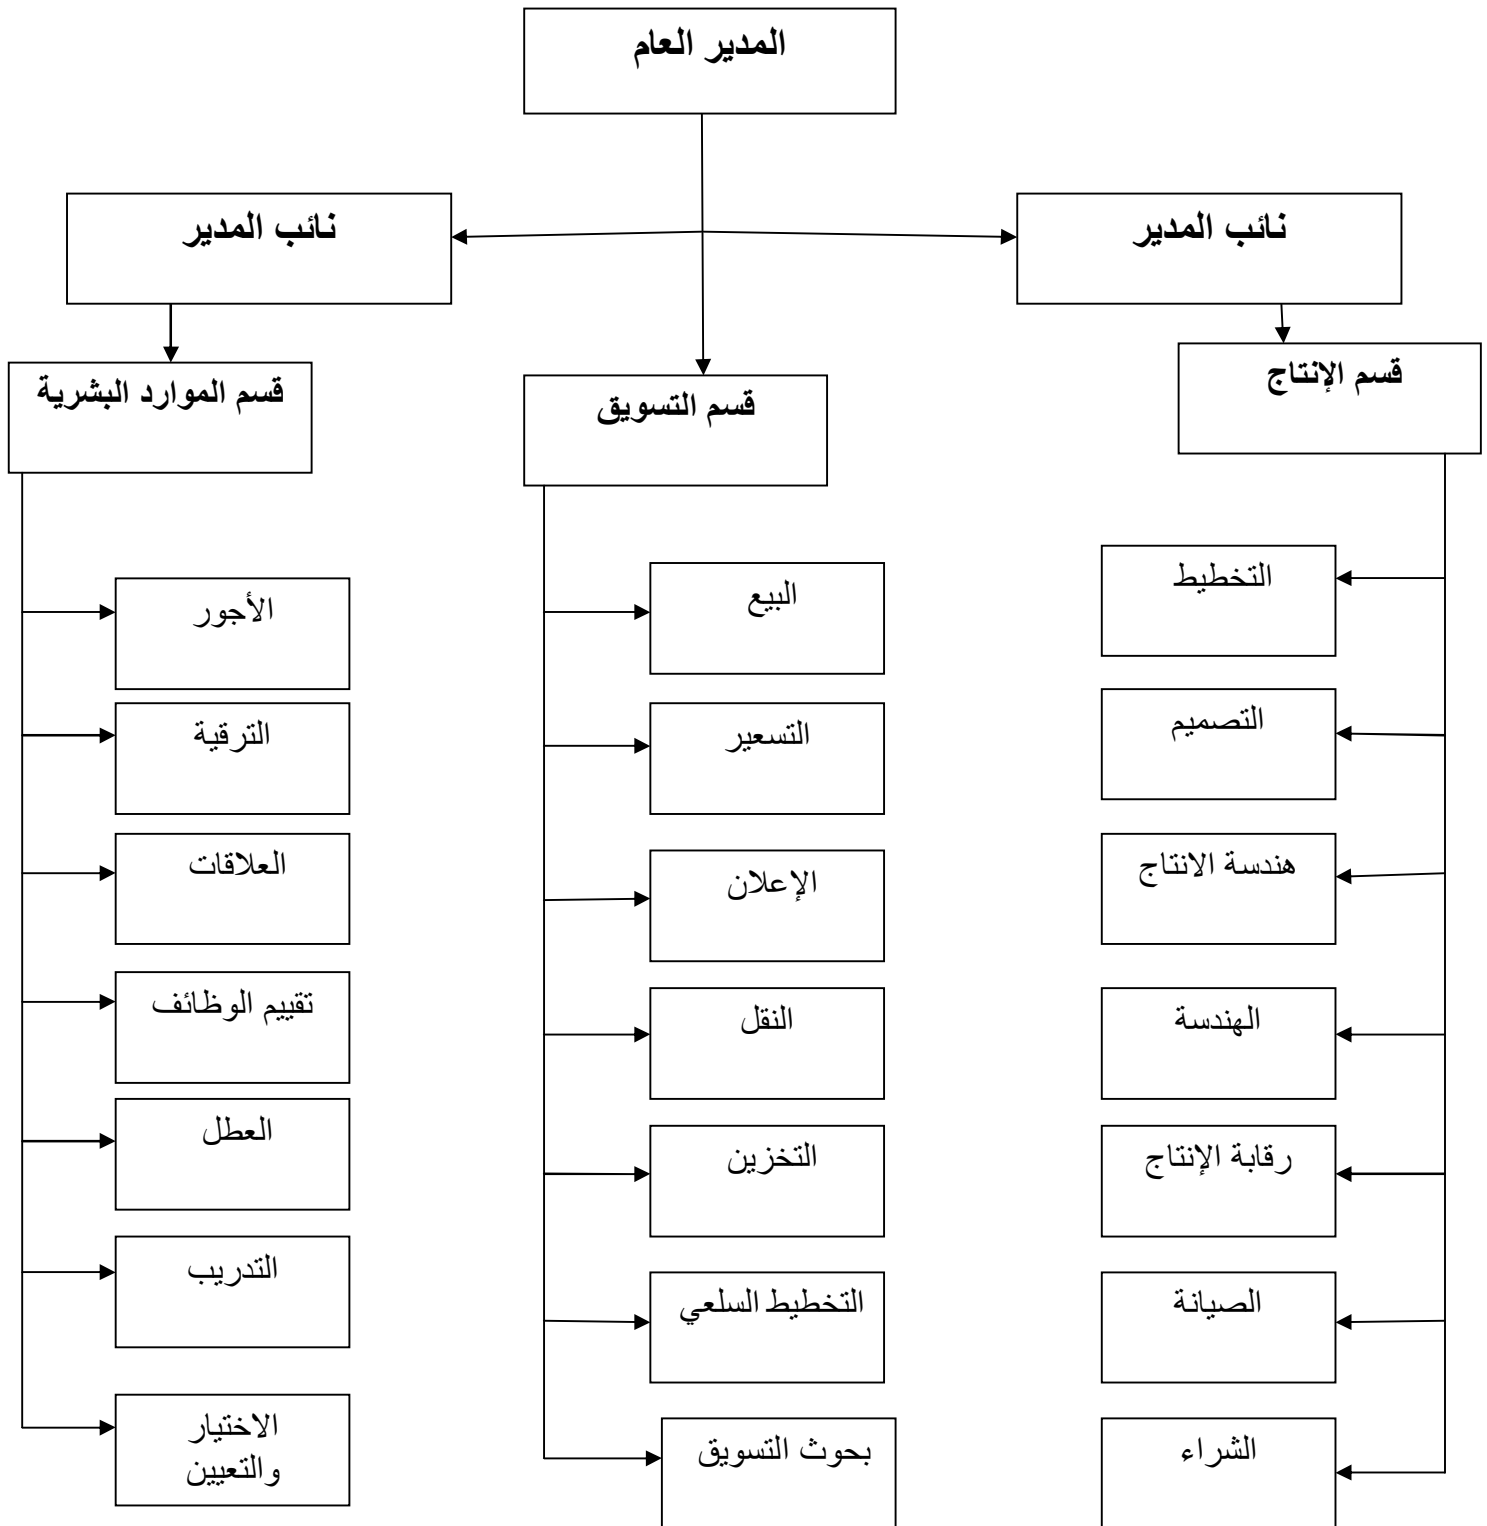 المدير العام
نائب المدير
نائب المدير
قسم الإنتاج
قسم التسويق
قسم الموارد البشرية
التخطيط
التصميم
هندسة الانتاج
الهندسة
رقابة الإنتاج
الصيانة
الشراء
البيع
التسعير
الإعلان
النقل
التخزين
التخطيط السلعي
بحوث التسويق
الأجور
الترقية
العلاقات
تقييم الوظائف
العطل
التدريب
الاختيار
والتعيين